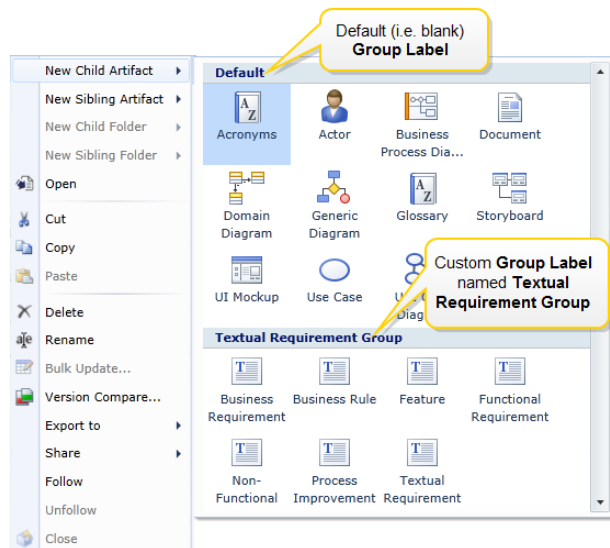 Default (i.e. blank)
Group Label
New Child Artifact
New Sibling Artifact
New Child Folder
New Sibling Folder
Open
Cut
Copy
Paste
Delete
Rename
Bulk Update...
Version Compare...
Export to
Share
Follow
Unfollow
Close
Default
Acronyms
Actor
Business
Process Dia...
Document
Domain
Diagram
Generic
Diagram
Glossary
Storyboard
UI Mockup
Use Case
Custom Group Label
named Textual
Requirement Group
Textual Requirement Group
Business
Requirement
Business Rule
Feature
Functional
Requirement
Non-
Functional
Process
Improvement
Textual
Requirement